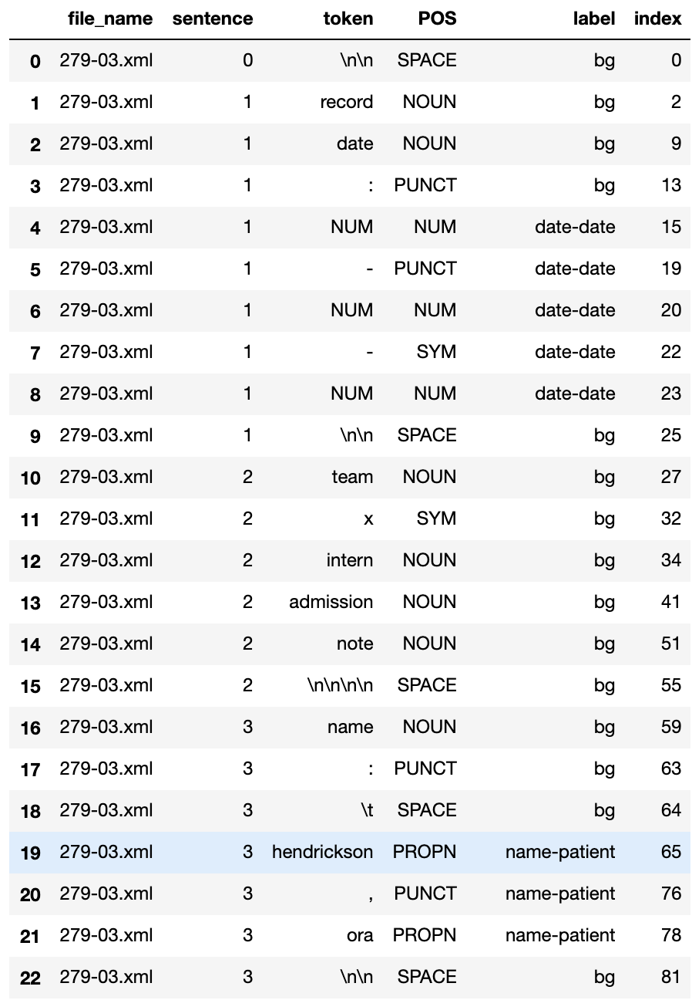 file_name sentence token POS label index
0 279-03.xml 0 \n\n SPACE bg 0
1 279-03.xml 1 record NOUN bg 2
2 279-03.xml 1 date NOUN bg 9
3 279-03.xml 1 : PUNCT bg 13
4 279-03.xml 1 NUM NUM date-date 15
5 279-03.xml 1 - PUNCT date-date 19
6 279-03.xml 1 NUM NUM date-date 20
7 279-03.xml 1 - SYM date-date 22
8 279-03.xml 1 NUM NUM date-date 23
9 279-03.xml 1 \n\n SPACE bg 25
10 279-03.xml 2 team NOUN bg 27
11 279-03.xml 2 x SYM bg 32
12 279-03.xml 2 intern NOUN bg 34
13 279-03.xml 2 admission NOUN bg 41
14 279-03.xml 2 note NOUN bg 51
15 279-03.xml 2 \n\n\n\n SPACE bg 55
16 279-03.xml 3 name NOUN bg 59
17 279-03.xml 3 : PUNCT bg 63
18 279-03.xml 3 \t SPACE bg 64
19 279-03.xml 3 hendrickson PROPN name-patient 65
20 279-03.xml 3 , PUNCT name-patient 76
21 279-03.xml 3 ora PROPN name-patient 78
22 279-03.xml 3 \n\n SPACE bg 81